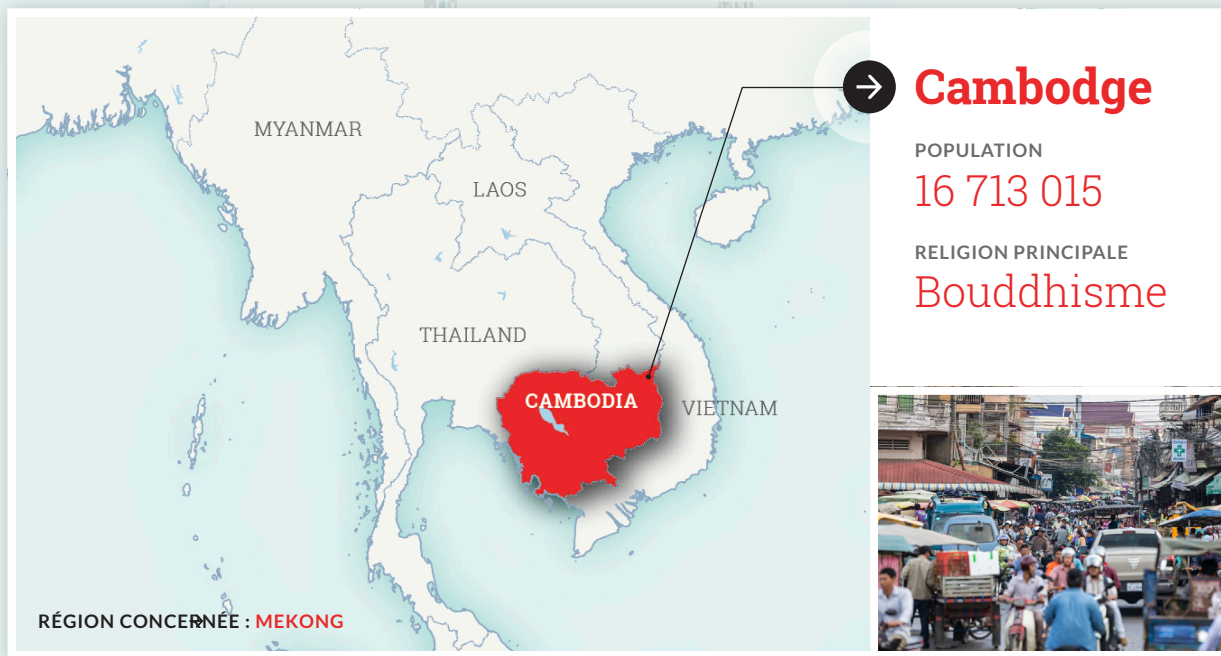 MYANMAR
LAOS
THAILAND
CAMBODIA
VIETNAM
RÉGION CONCERNÉE : MEKONG
Cambodge
POPULATION
16 713 015
RELIGION PRINCIPALE
Bouddhisme